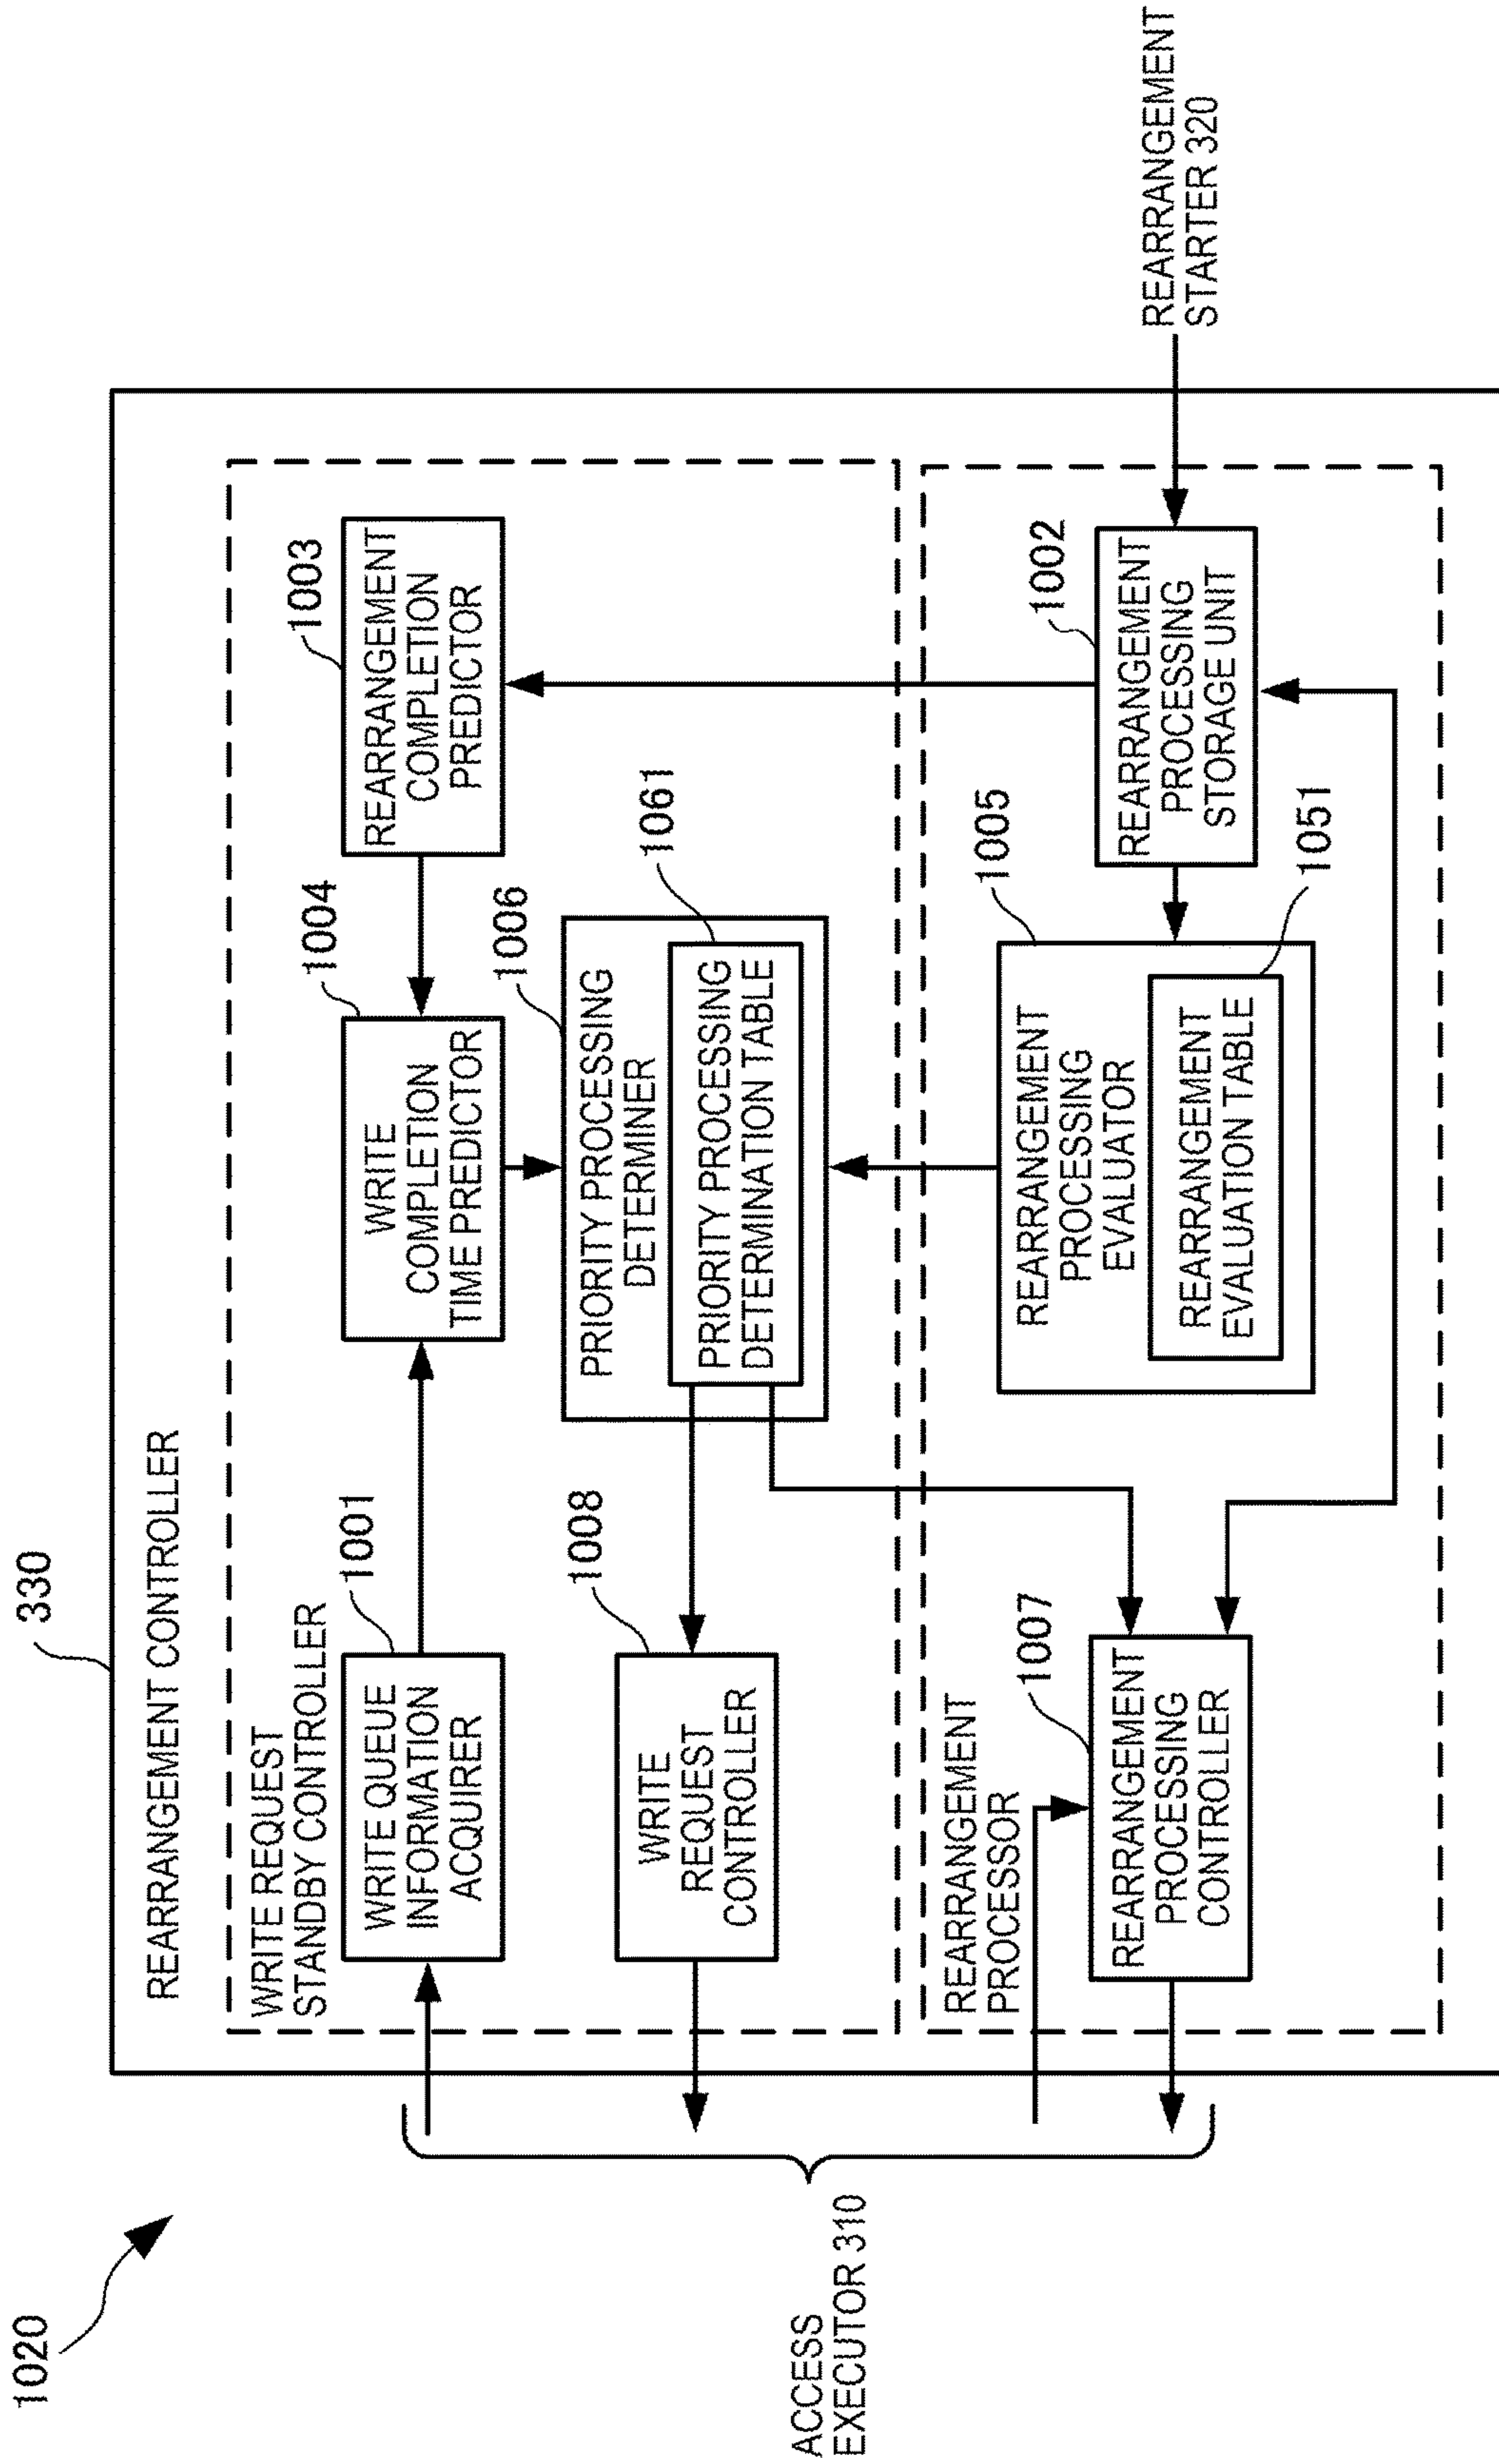 1020
330
REARRANGEMENT CONTROLLER
WRITE REQUEST
STANDBY CONTROLLER
1001
WRITE QUEUE
INFORMATION
ACQUIRER
1004
WRITE
COMPLETION
TIME PREDICTOR
1003
REARRANGEMENT
COMPLETION
PREDICTOR
1008
WRITE
REQUEST
CONTROLLER
1006
PRIORITY PROCESSING
DETERMINER
1061
PRIORITY PROCESSING
DETERMINATION TABLE
REARRANGEMENT
PROCESSOR
1007
REARRANGEMENT
PROCESSING
CONTROLLER
1005
REARRANGEMENT
PROCESSING
EVALUATOR
1051
REARRANGEMENT
EVALUATION TABLE
1002
REARRANGEMENT
PROCESSING
STORAGE UNIT
ACCESS
EXECUTOR 310
REARRANGEMENT
STARTER 320